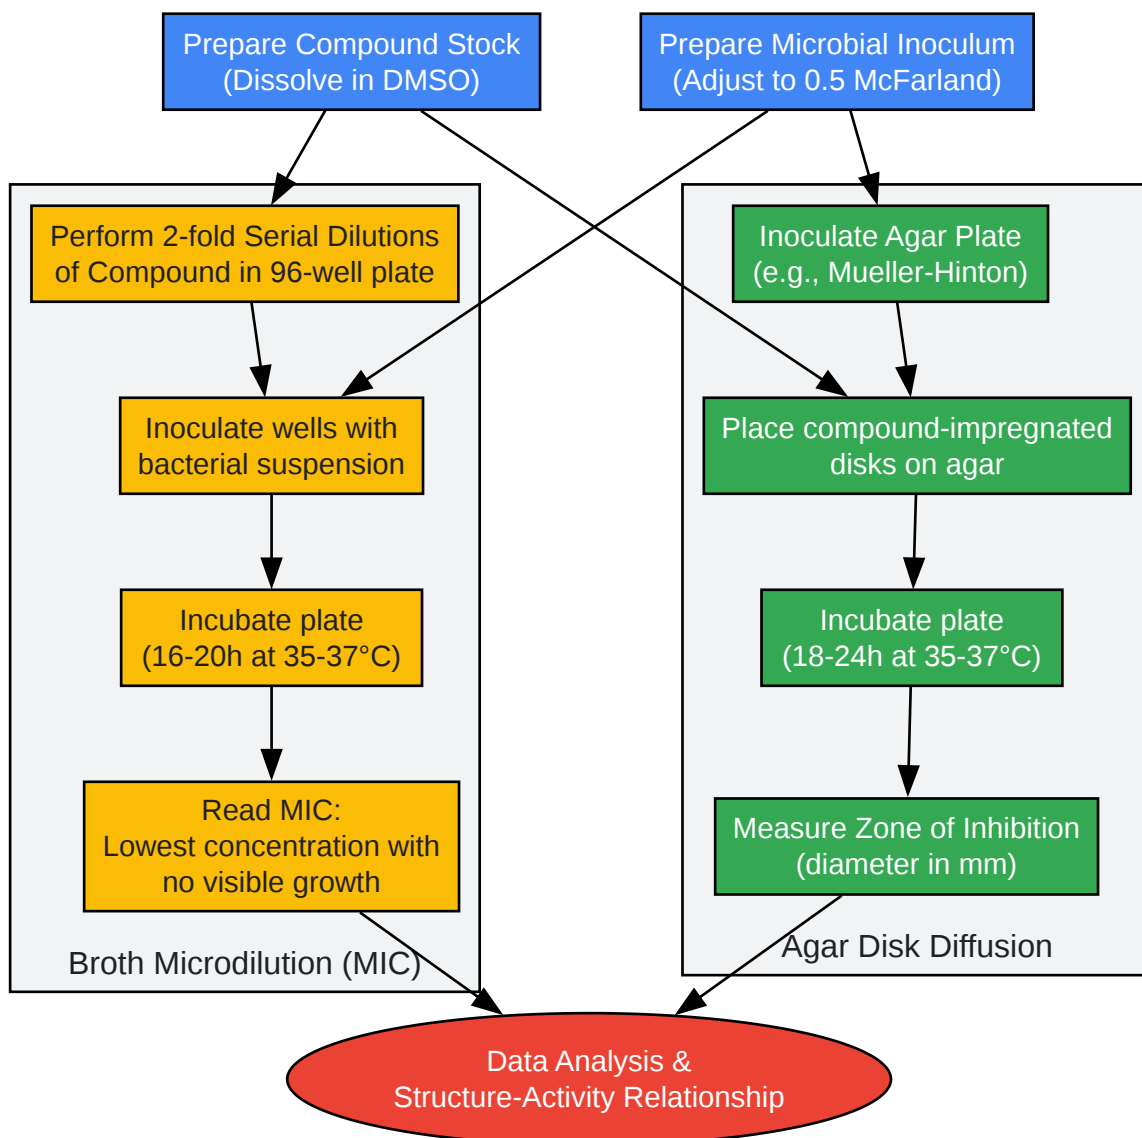 Prepare Compound Stock
(Dissolve in DMSO)
Prepare Microbial Inoculum
(Adjust to 0.5 McFarland)
Perform 2-fold Serial Dilutions
of Compound in 96-well plate
Inoculate wells with
bacterial suspension
Incubate plate
(16-20h at 35-37°C)
Read MIC:
Lowest concentration with
no visible growth
Broth Microdilution (MIC)
Inoculate Agar Plate
(e.g., Mueller-Hinton)
Place compound-impregnated
disks on agar
Incubate plate
(18-24h at 35-37°C)
Measure Zone of Inhibition
(diameter in mm)
Agar Disk Diffusion
Data Analysis &
Structure-Activity Relationship